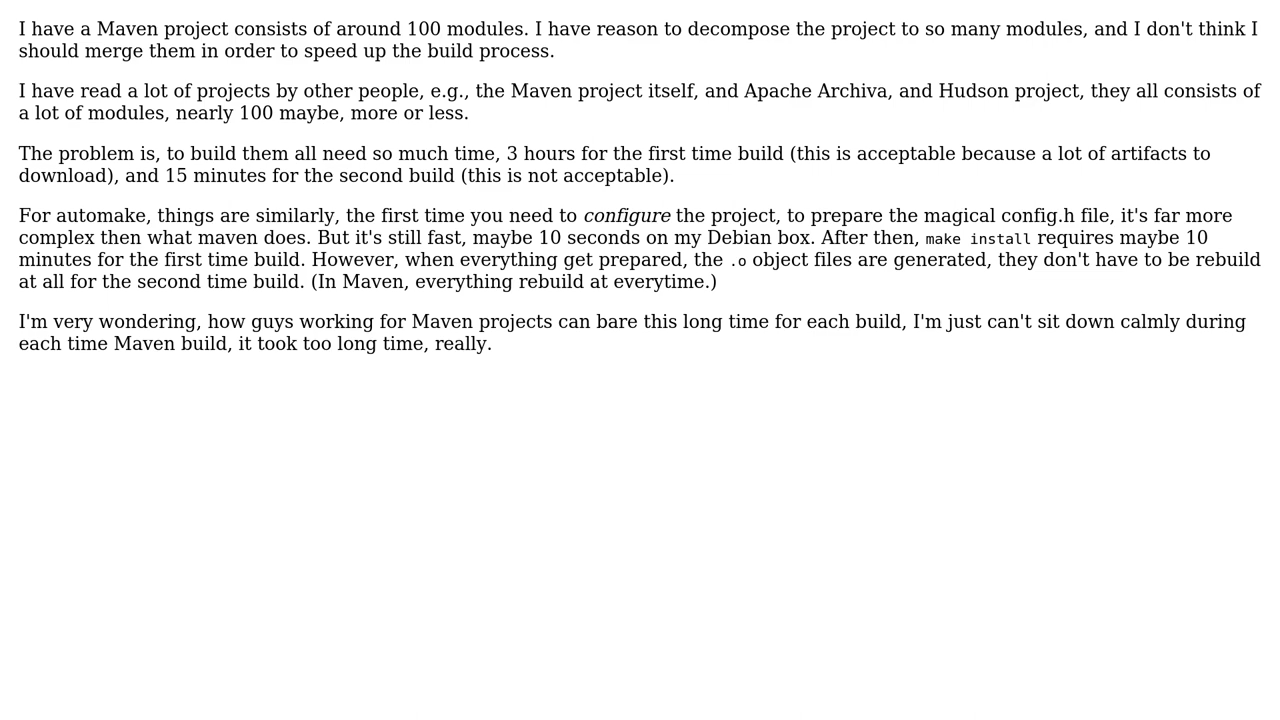 I have a Maven project consists of around 100 modules. I have reason to decompose the project to so many modules, and I don't think I
should merge them in order to speed up the build process.
I have read a lot of projects by other people, e.g., the Maven project itself, and Apache Archiva, and Hudson project, they all consists of
a lot of modules, nearly 100 maybe, more or less.
The problem is, to build them all need so much time, 3 hours for the first time build (this is acceptable because a lot of artifacts to
download), and 15 minutes for the second build (this is not acceptable).
For automake, things are similarly, the first time you need to configure the project, to prepare the magical config.h file, it's far more
complex then what maven does. But it's still fast, maybe 10 seconds on my Debian box. After then, make install requires maybe 10
minutes for the first time build. However, when everything get prepared, the .o object files are generated, they don't have to be rebuild
at all for the second time build. (In Maven, everything rebuild at everytime.)
I'm very wondering, how guys working for Maven projects can bare this long time for each build, I'm just can't sit down calmly during
each time Maven build, it took too long time, really.